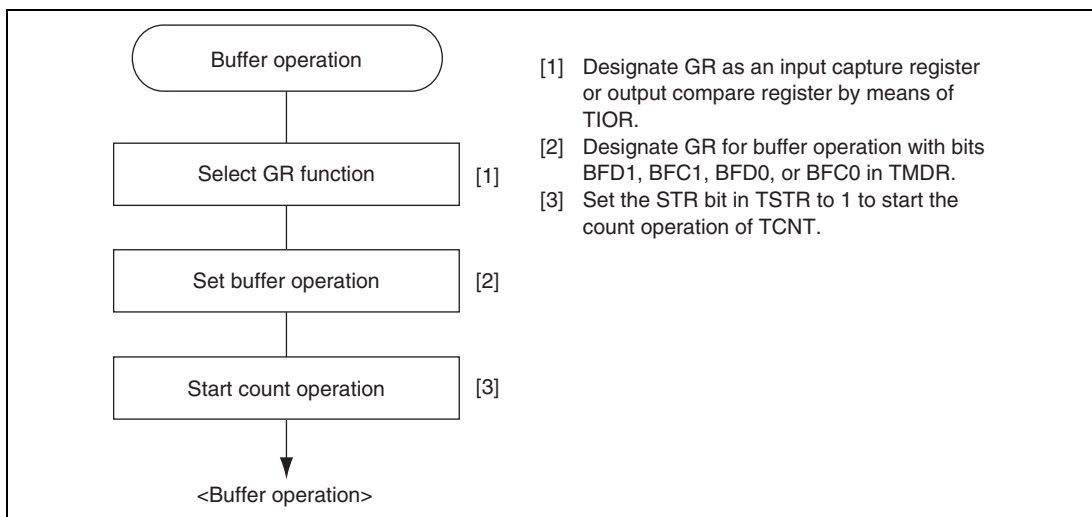 Buffer operation
Select GR function
[1]
Set buffer operation
[2]
Start count operation
[3]
<Buffer operation>
[1] Designate GR as an input capture register
or output compare register by means of
TIOR.
[2] Designate GR for buffer operation with bits
BFD1, BFC1, BFD0, or BFC0 in TMDR.
[3] Set the STR bit in TSTR to 1 to start the
count operation of TCNT.